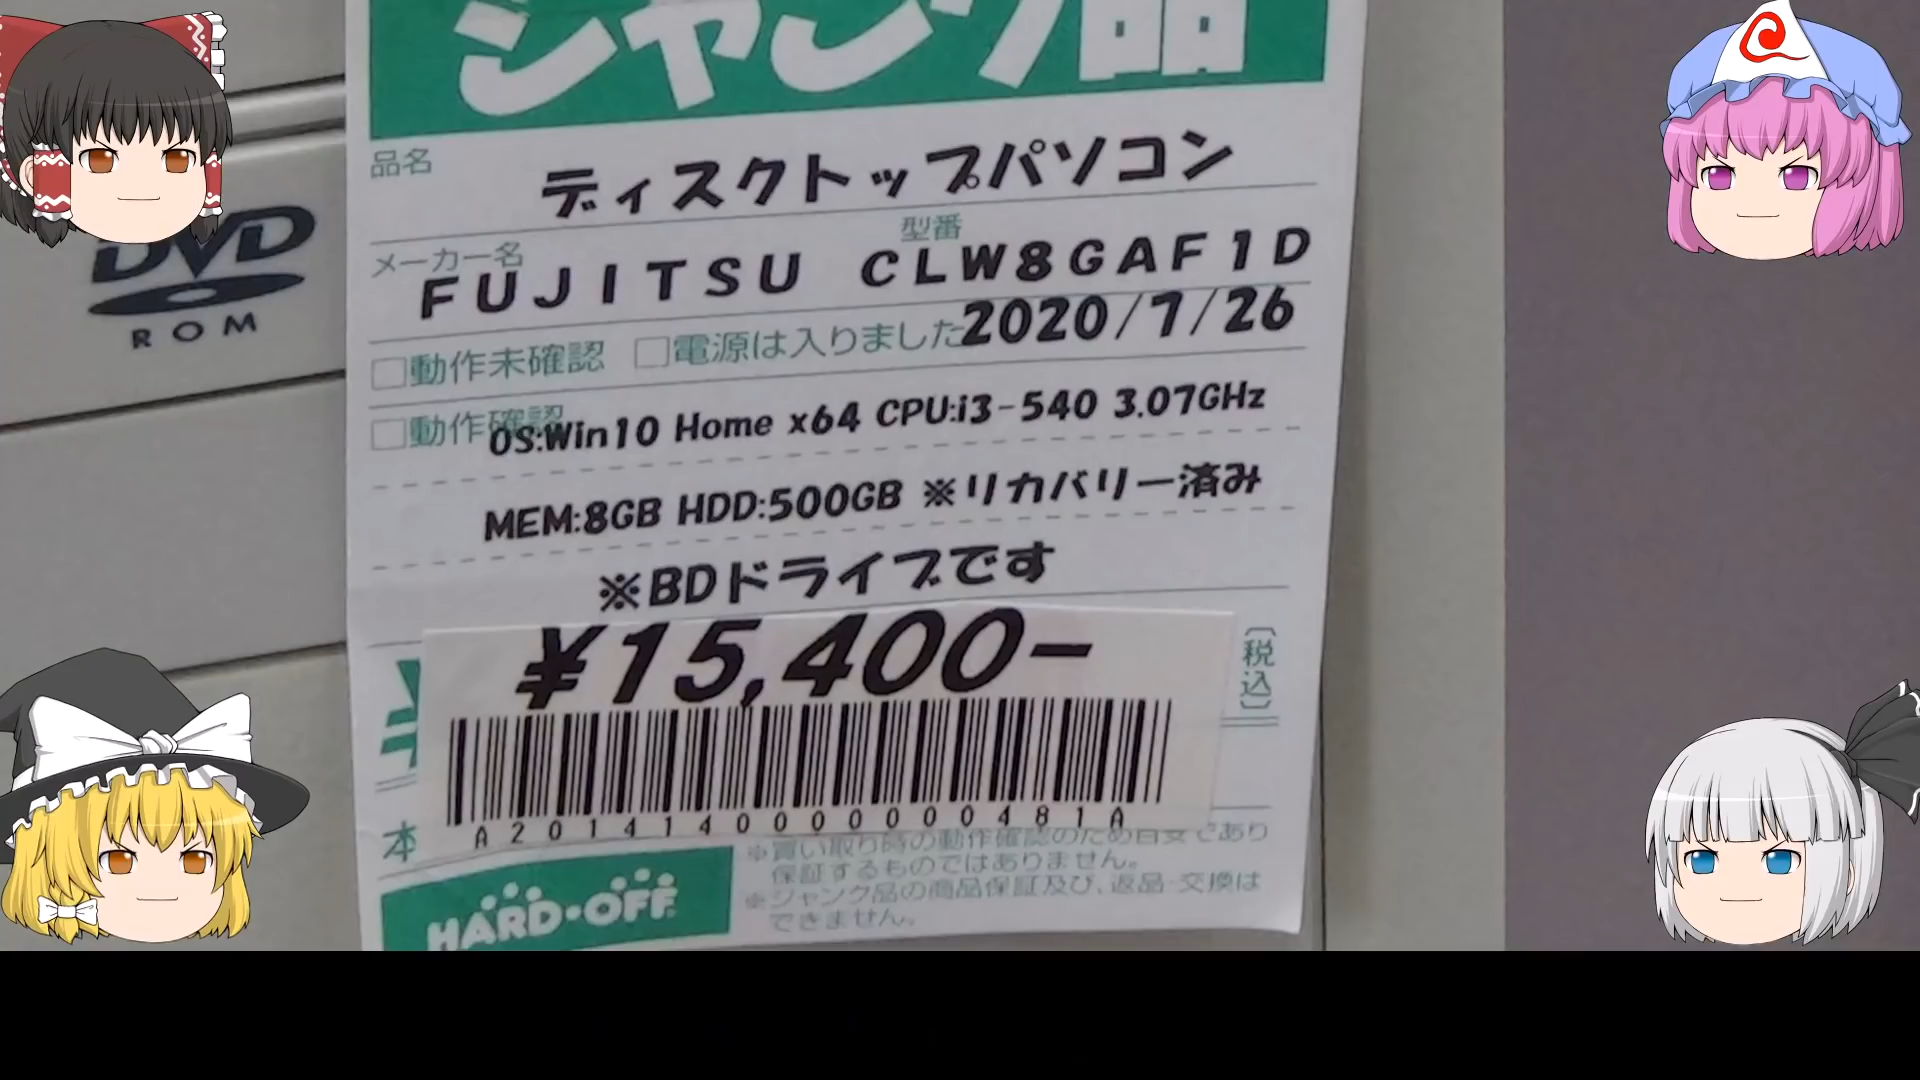 ジャンク品
品名
ディスクトップパソコン
メーカー名
型番
FUJITSU CLW8GAF1D
□動作未確認 □電源は入りました 2020/7/26
□動作確認
OS:Win10 Home x64 CPU:i3-540 3.07GHz
MEM:8GB HDD:500GB ※リカバリー済み
※BDドライブです
¥15,400-
〔税込〕
A201414000000481A
本
※買い取り時の動作確認のため目安であり
保証するものではありません。
※ジャンク品の商品保証及び、返品・交換は
できません。
HARD・OFF
DVD
ROM